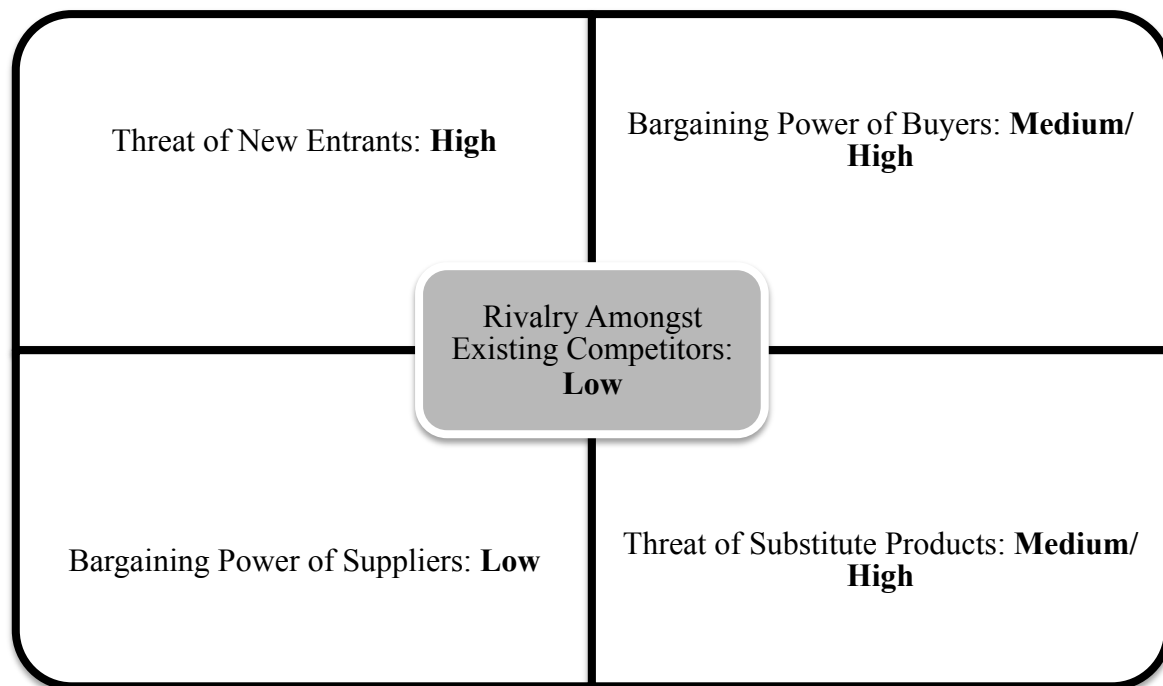 Threat of New Entrants: High
Bargaining Power of Buyers: Medium/
High
Rivalry Amongst
Existing Competitors:
Low
Bargaining Power of Suppliers: Low
Threat of Substitute Products: Medium/
High